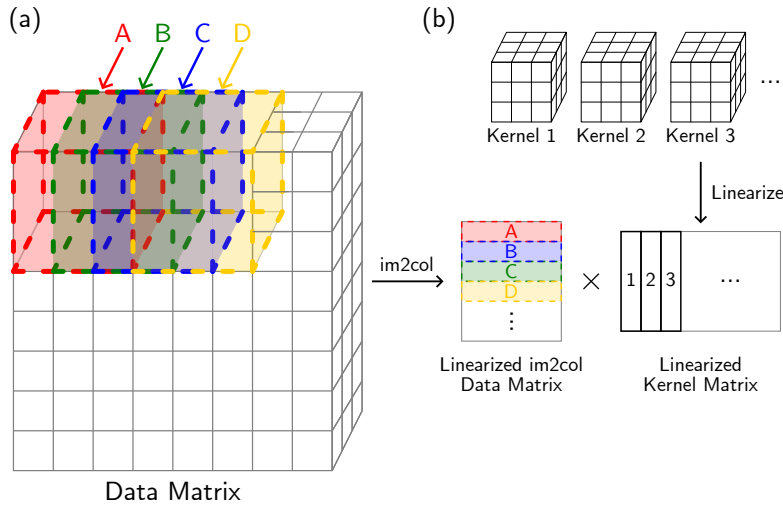 (a)
A B C D
Data Matrix
im2col
(b)
Kernel 1 Kernel 2 Kernel 3 ...
Linearize
A
B
C
D
⋮
×
1 2 3 ...
Linearized im2col
Data Matrix
Linearized
Kernel Matrix